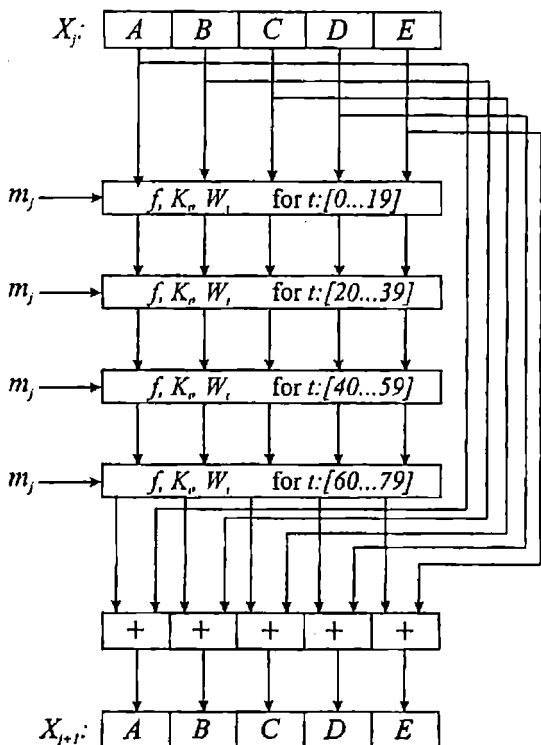 X_j: A B C D E
m_j f, K_t, W_t for t:[0...19]
m_j f, K_t, W_t for t:[20...39]
m_j f, K_t, W_t for t:[40...59]
m_j f, K_t, W_t for t:[60...79]
+ + + + +
X_{j+1}: A B C D E